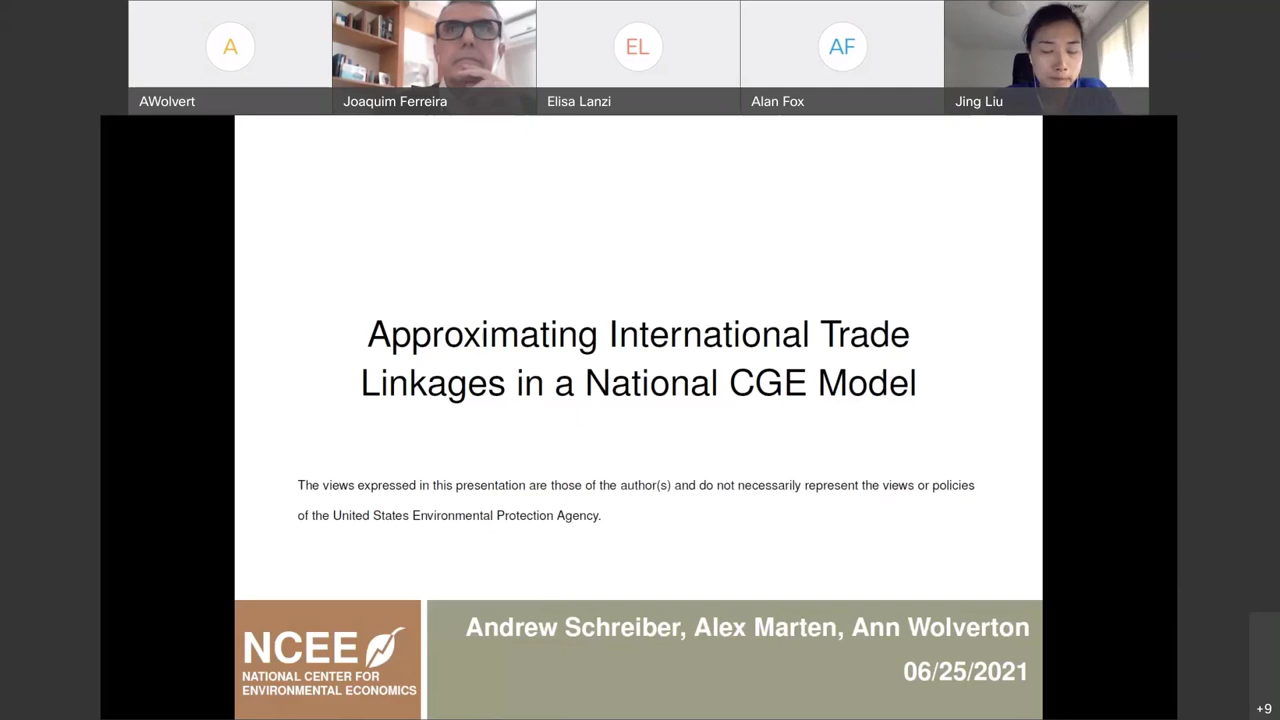 A
EL
AF
AWolvert
Joaquim Ferreira
Elisa Lanzi
Alan Fox
Jing Liu
Approximating International Trade
Linkages in a National CGE Model
The views expressed in this presentation are those of the author(s) and do not necessarily represent the views or policies
of the United States Environmental Protection Agency.
NCEE
NATIONAL CENTER FOR
ENVIRONMENTAL ECONOMICS
Andrew Schreiber, Alex Marten, Ann Wolverton
06/25/2021
+9